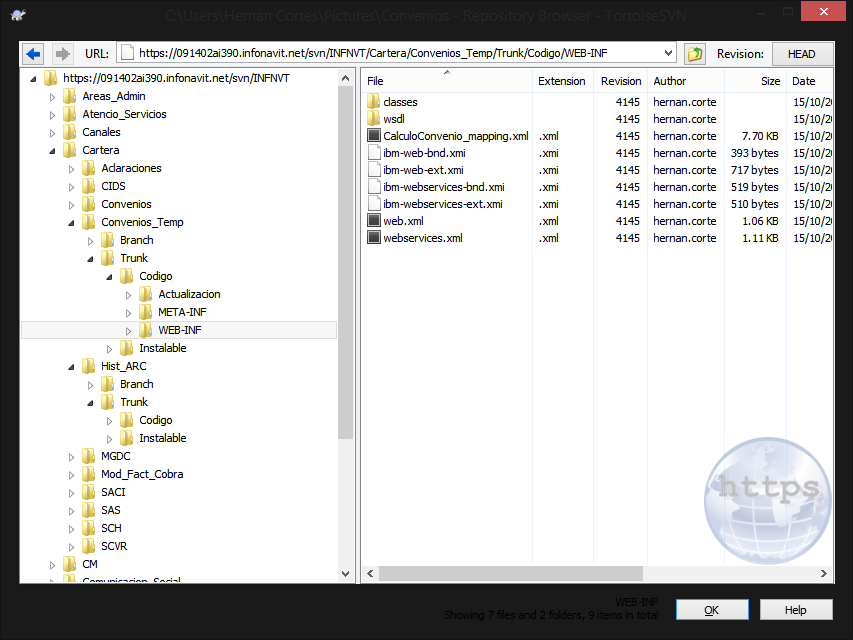 C:\Users\Hernan Cortes\Pictures\Convenios - Repository Browser - TortoiseSVN
URL: https://091402ai390.infonavit.net/svn/INFNVT/Cartera/Convenios_Temp/Trunk/Codigo/WEB-INF Revision: HEAD
https://091402ai390.infonavit.net/svn/INFNVT
Areas_Admin
Atencio_Servicios
Canales
Cartera
Aclaraciones
CIDS
Convenios
Convenios_Temp
Branch
Trunk
Codigo
Actualizacion
META-INF
WEB-INF
Instalable
Hist_ARC
Branch
Trunk
Codigo
Instalable
MGDC
Mod_Fact_Cobra
SACI
SAS
SCH
SCVR
CM
Comunicacion_Social
File Extension Revision Author Size Date
classes 4145 hernan.corte 15/10/20
wsdl 4145 hernan.corte 15/10/20
CalculoConvenio_mapping.xml .xml 4145 hernan.corte 7.70 KB 15/10/20
ibm-web-bnd.xmi .xmi 4145 hernan.corte 393 bytes 15/10/20
ibm-web-ext.xmi .xmi 4145 hernan.corte 717 bytes 15/10/20
ibm-webservices-bnd.xmi .xmi 4145 hernan.corte 519 bytes 15/10/20
ibm-webservices-ext.xmi .xmi 4145 hernan.corte 510 bytes 15/10/20
web.xml .xml 4145 hernan.corte 1.06 KB 15/10/20
webservices.xml .xml 4145 hernan.corte 1.11 KB 15/10/20
https
WEB-INF
Showing 7 files and 2 folders, 9 items in total
OK Help